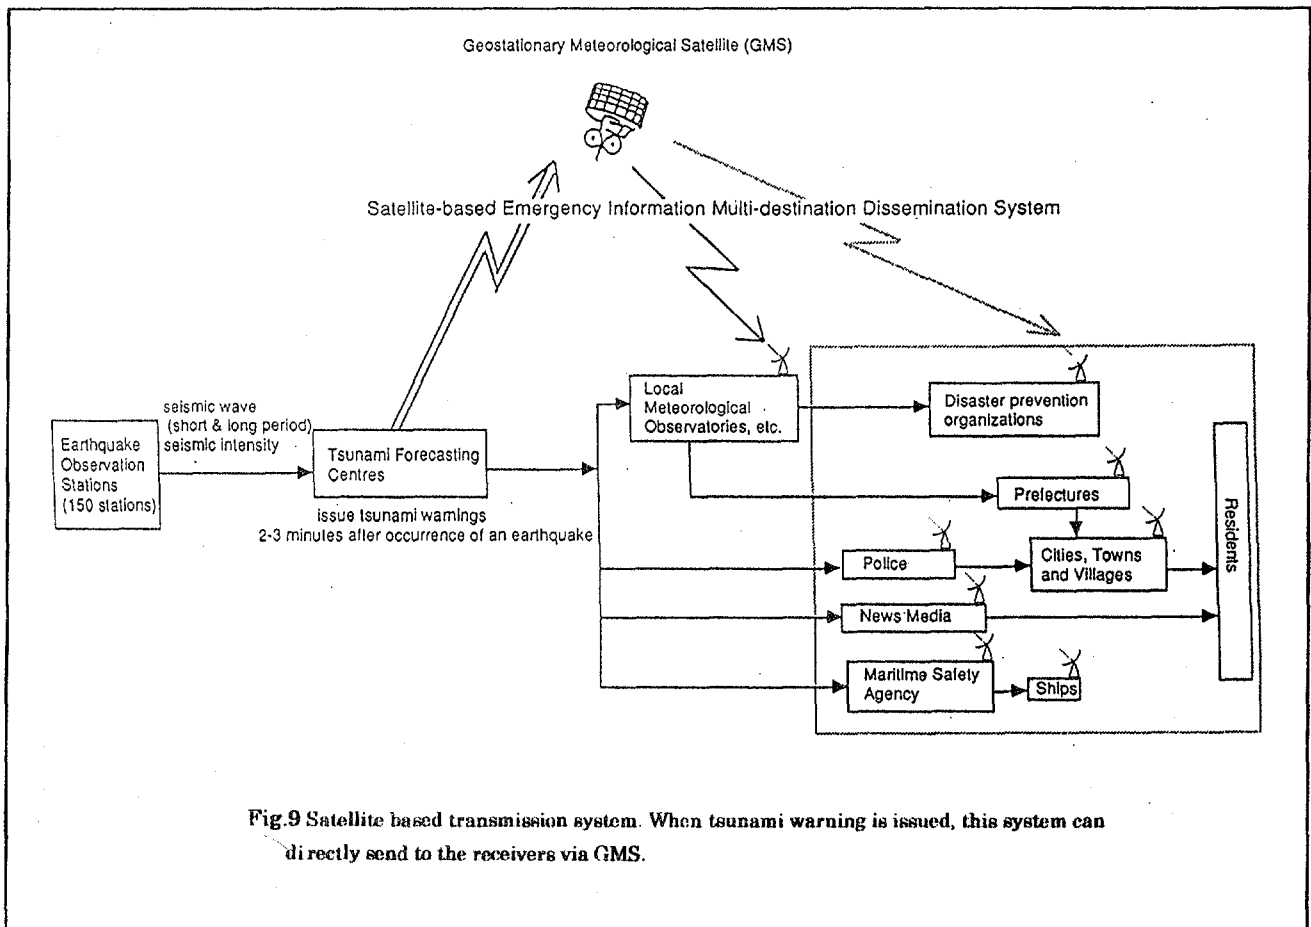 Geostationary Meteorological Satellite (GMS)
Satellite-based Emergency Information Multi-destination Dissemination System
seismic wave
(short & long period)
seismic intensity
Earthquake
Observation
Stations
(150 stations)
Tsunami Forecasting
Centres
issue tsunami warnings
2-3 minutes after occurrence of an earthquake
Local
Meteorological
Observatories, etc.
Disaster prevention
organizations
Prefectures
Police
Cities, Towns
and Villages
News Media
Maritime Safety
Agency
Ships
Residents
Fig.9 Satellite based transmission system. When tsunami warning is issued, this system can
directly send to the receivers via GMS.